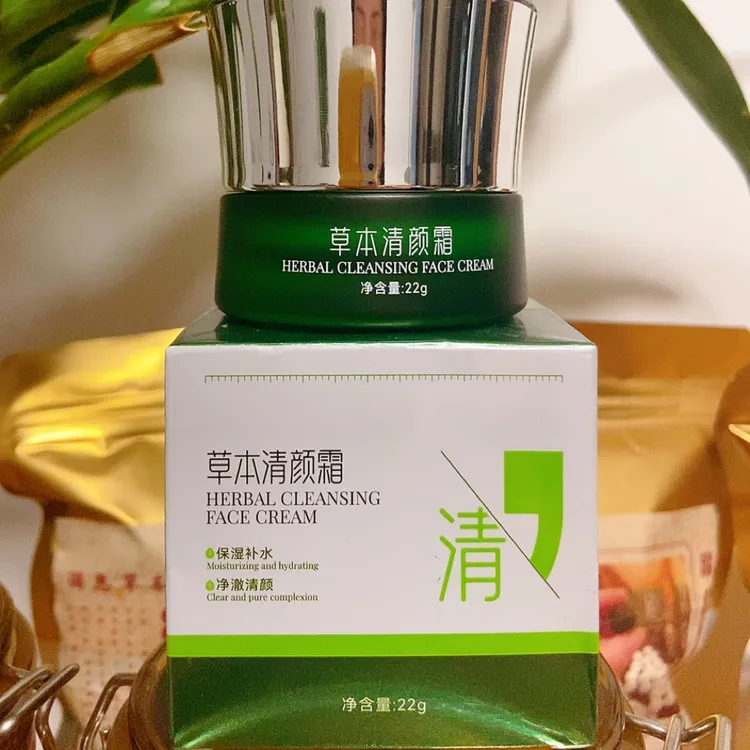 草本清颜霜
HERBAL CLEANSING FACE CREAM
净含量:22g
草本清颜霜
HERBAL CLEANSING
FACE CREAM
保湿补水
Moisturizing and hydrating
净澈清颜
Clear and pure complexion
清
净含量:22g